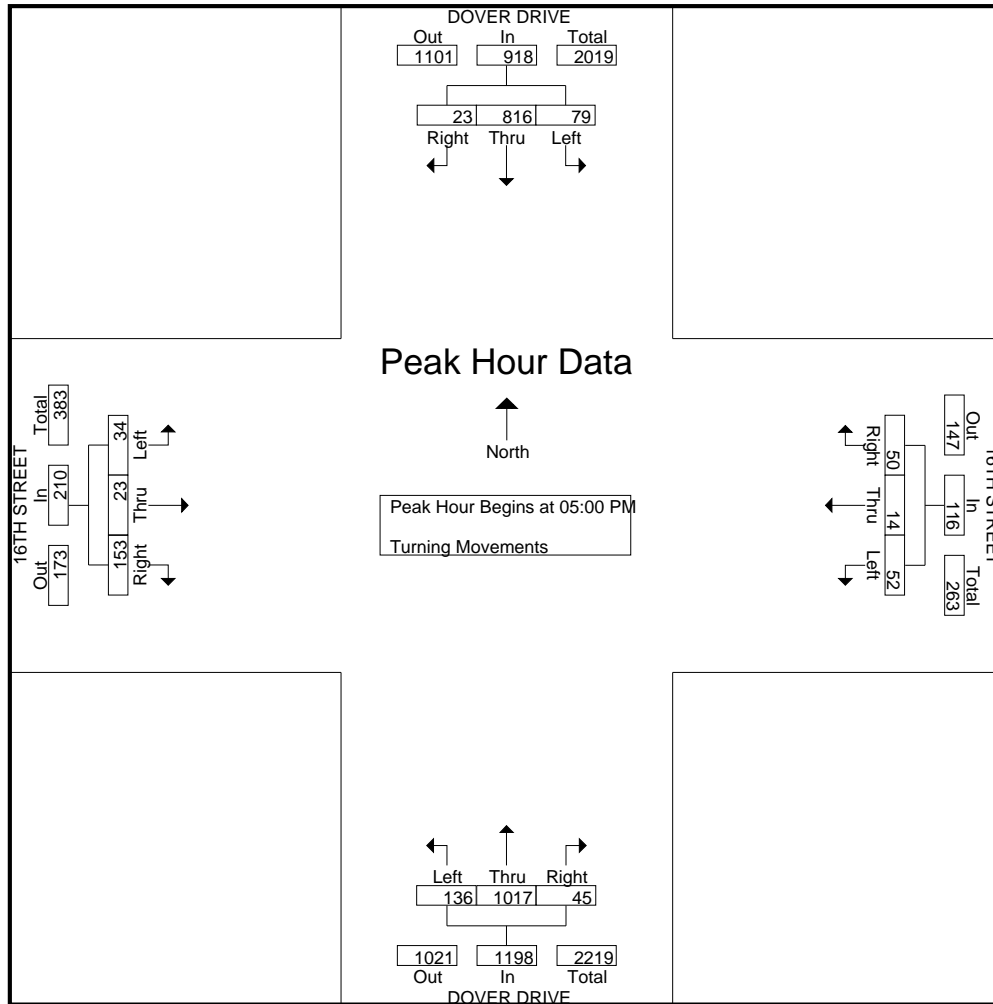 DOVER DRIVE
Out In Total
1101 918 2019
23 816 79
Right Thru Left
Peak Hour Data
North
Peak Hour Begins at 05:00 PM
Turning Movements
16TH STREET
Total In Out
383 210 173
34 23 153
Left Thru Right
Right Thru Left
50 14 52
147 116 263
Out In Total
16TH STREET
Left Thru Right
136 1017 45
1021 1198 2219
Out In Total
DOVER DRIVE